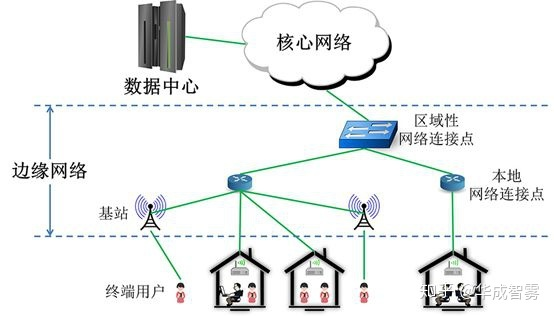 核心网络
数据中心
区域性
网络连接点
边缘网络
本地
网络连接点
基站
终端用户
知乎 @华成智雾